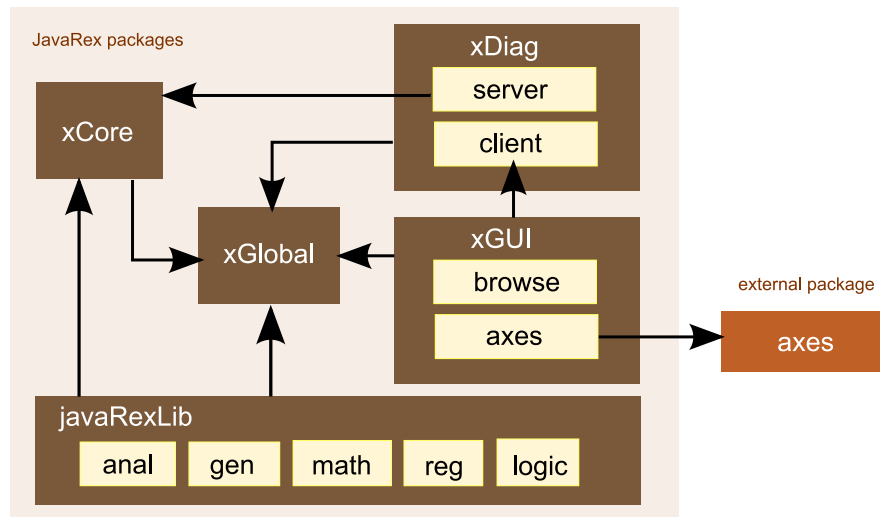 JavaRex packages
xDiag
server
client
xCore
xGlobal
xGUI
browse
axes
external package
axes
javaRexLib
anal
gen
math
reg
logic